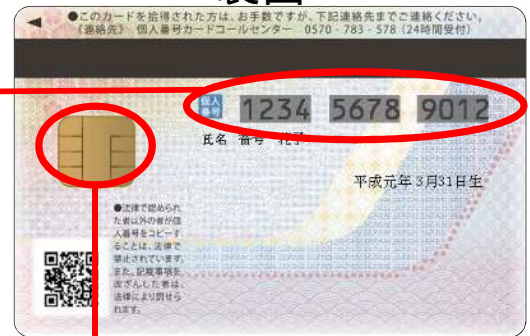 ●このカードを拾得された方は、お手数ですが、下記連絡先までご連絡ください。
《連絡先》 個人番号カードコールセンター 0570-783-578（24時間受付）
個人番号 1234 5678 9012
氏名 番号 花子
平成元年3月31日生
●法律で認められ
た者以外の者が個
人番号をコピーす
ることは、法律で
禁止されています。
また、記載事項を
改ざんした者は、
法律により罰せら
れます。